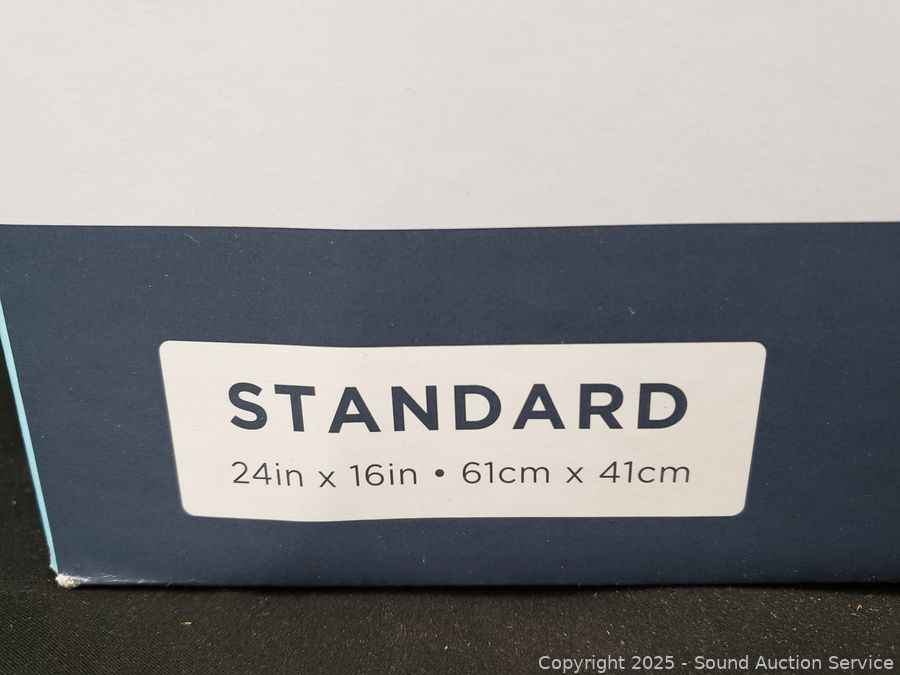 STANDARD
24in x 16in • 61cm x 41cm
Copyright 2025 - Sound Auction Service